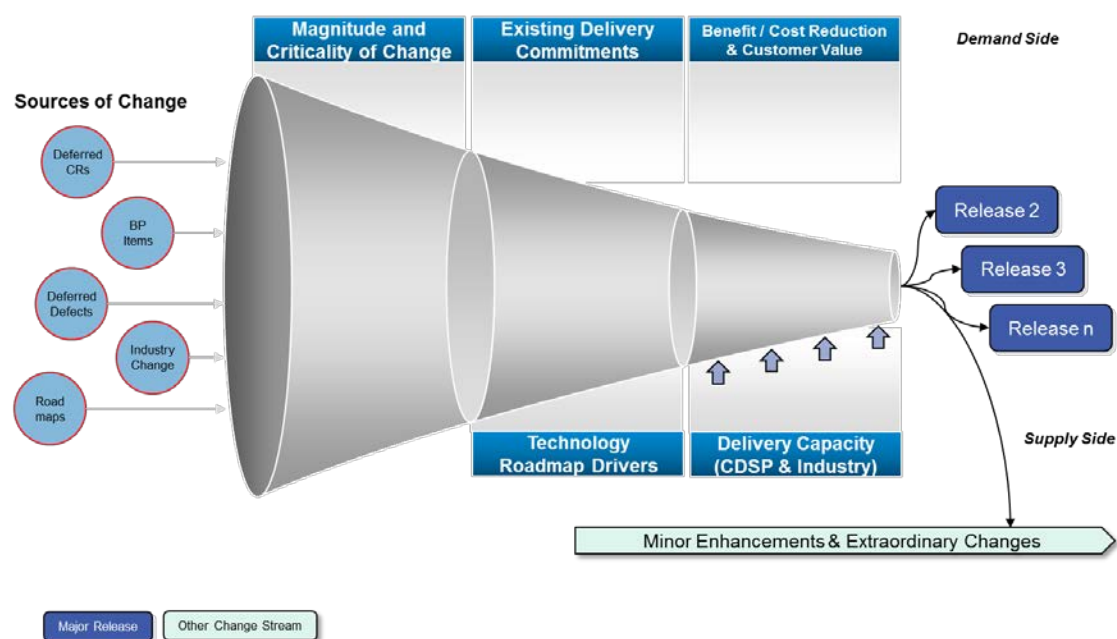 Magnitude and
Criticality of Change
Existing Delivery
Commitments
Benefit / Cost Reduction
& Customer Value
Demand Side
Sources of Change
Deferred
CRs
BP
Items
Deferred
Defects
Industry
Change
Road
maps
Release 2
Release 3
Release n
Technology
Roadmap Drivers
Delivery Capacity
(CDSP & Industry)
Supply Side
Minor Enhancements & Extraordinary Changes
Major Release
Other Change Stream